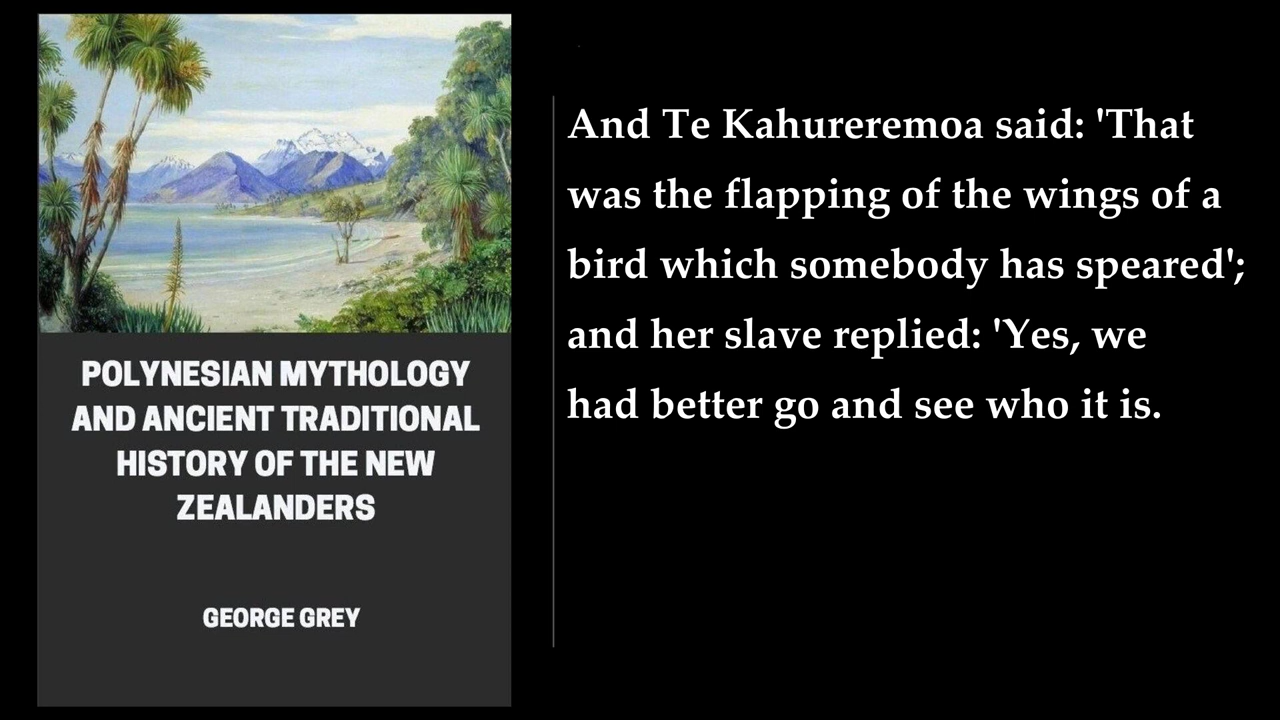 POLYNESIAN MYTHOLOGY
AND ANCIENT TRADITIONAL
HISTORY OF THE NEW
ZEALANDERS
GEORGE GREY
And Te Kahureremoa said: 'That
was the flapping of the wings of a
bird which somebody has speared';
and her slave replied: 'Yes, we
had better go and see who it is.